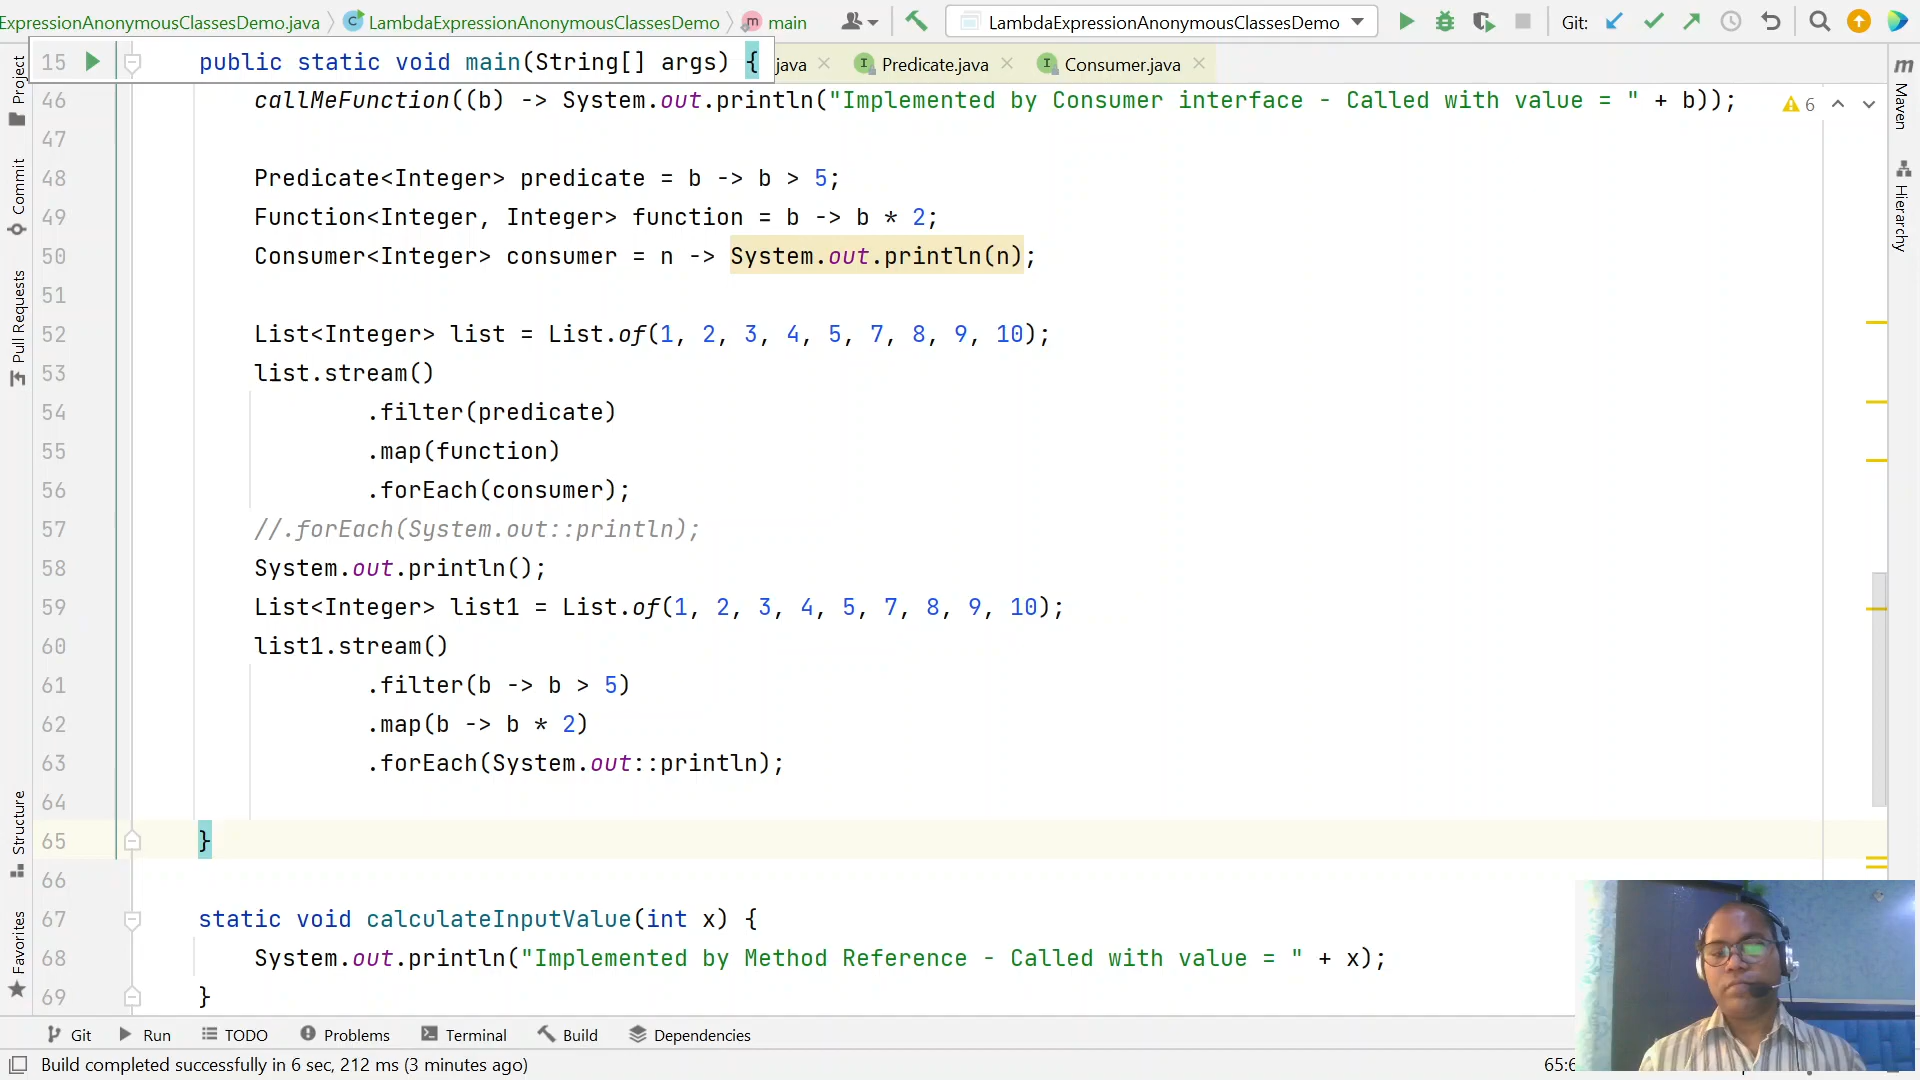 ExpressionAnonymousClassesDemo.java
LambdaExpressionAnonymousClassesDemo
main
LambdaExpressionAnonymousClassesDemo
Git:
15 public static void main(String[] args) {
.java
Predicate.java
Consumer.java
6
46 callMeFunction((b) -> System.out.println("Implemented by Consumer interface - Called with value = " + b));
47
48 Predicate<Integer> predicate = b -> b > 5;
49 Function<Integer, Integer> function = b -> b * 2;
50 Consumer<Integer> consumer = n -> System.out.println(n);
51
52 List<Integer> list = List.of(1, 2, 3, 4, 5, 7, 8, 9, 10);
53 list.stream()
54 .filter(predicate)
55 .map(function)
56 .forEach(consumer);
57 //.forEach(System.out::println);
58 System.out.println();
59 List<Integer> list1 = List.of(1, 2, 3, 4, 5, 7, 8, 9, 10);
60 list1.stream()
61 .filter(b -> b > 5)
62 .map(b -> b * 2)
63 .forEach(System.out::println);
64
65 }
66
67 static void calculateInputValue(int x) {
68 System.out.println("Implemented by Method Reference - Called with value = " + x);
69 }
Project
Commit
Pull Requests
Structure
Favorites
m
Maven
Hierarchy
Git
Run
TODO
Problems
Terminal
Build
Dependencies
Build completed successfully in 6 sec, 212 ms (3 minutes ago)